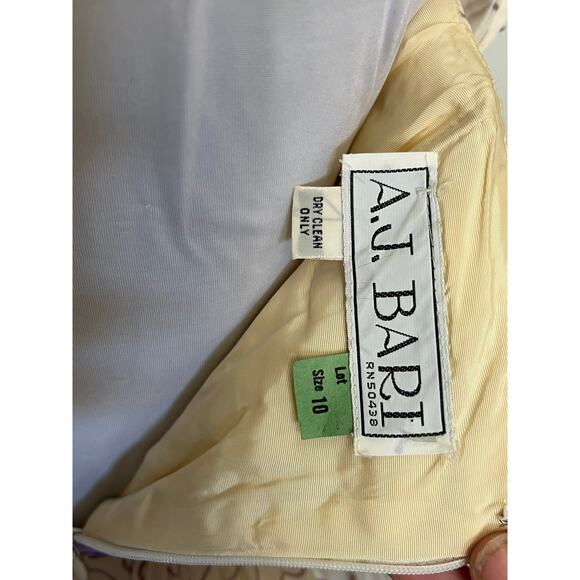 A.J. BARI
RN50438
DRY CLEAN
ONLY
Lot
Size 10